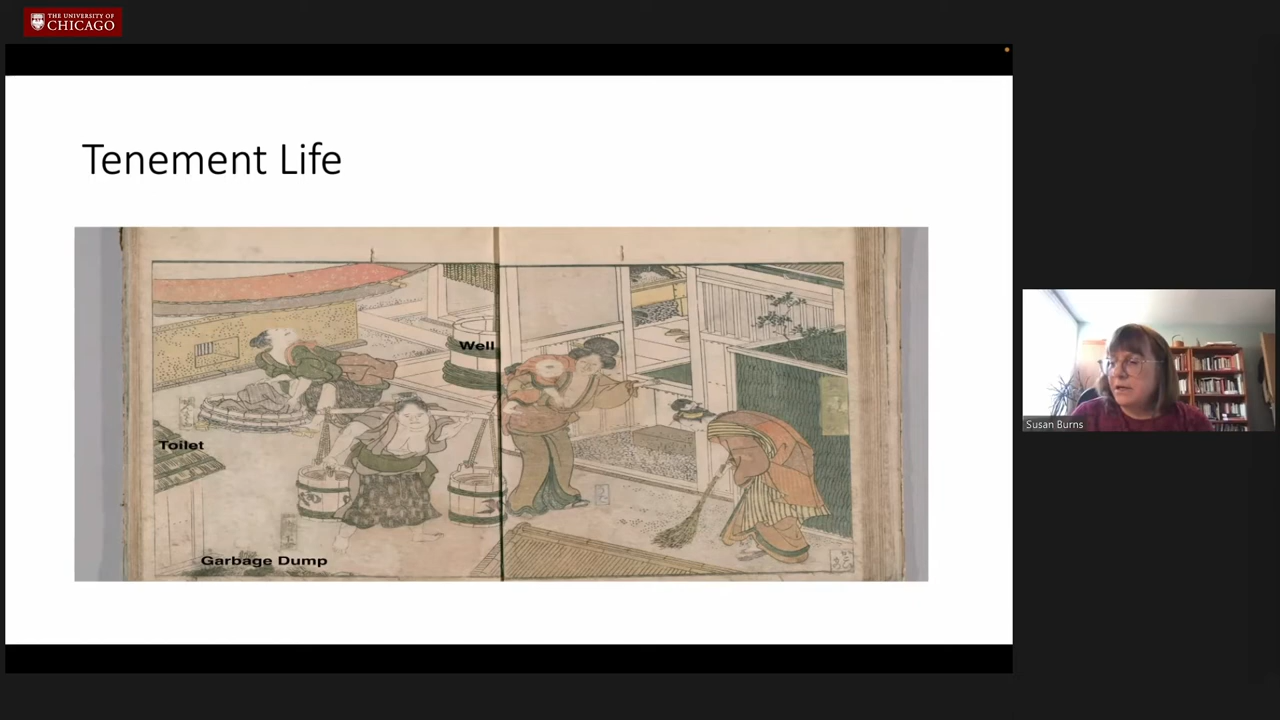 THE UNIVERSITY OF
CHICAGO
Tenement Life
Well
Toilet
Garbage Dump
Susan Burns